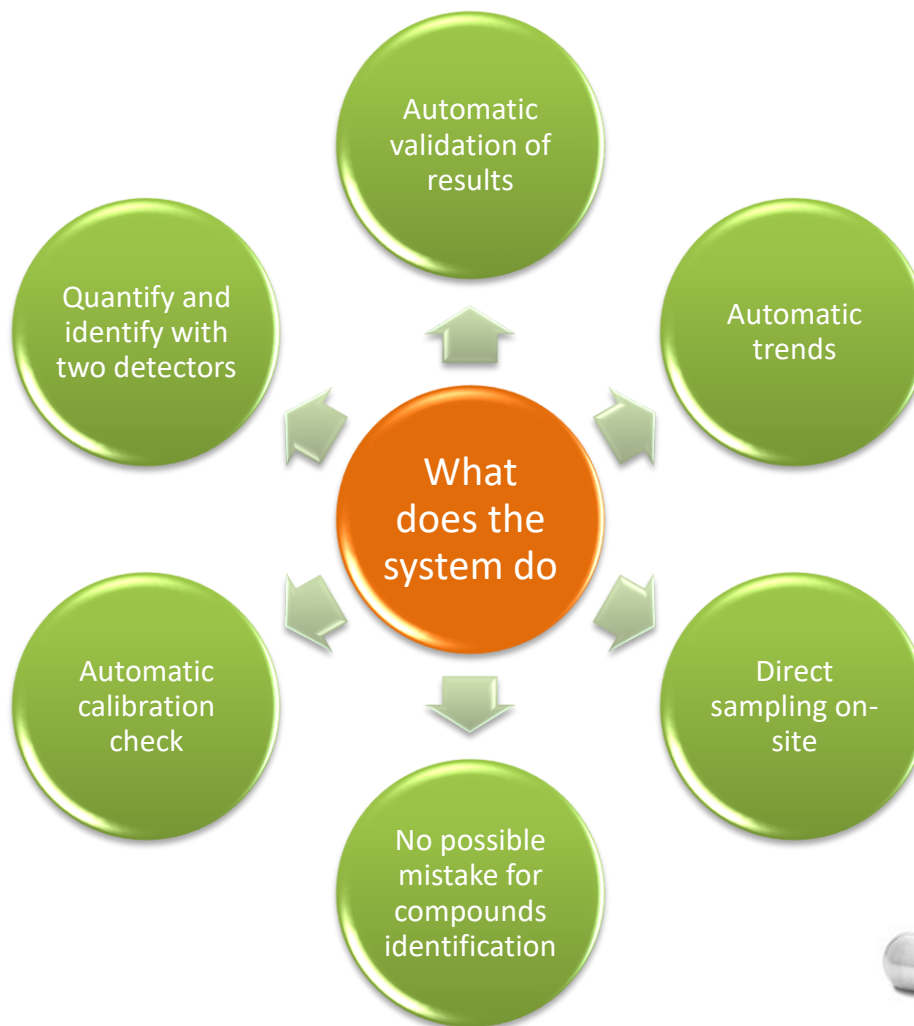 Automatic
validation of
results
Quantify and
identify with
two detectors
Automatic
trends
What
does the
system do
Automatic
calibration
check
Direct
sampling on-
site
No possible
mistake for
compounds
identification